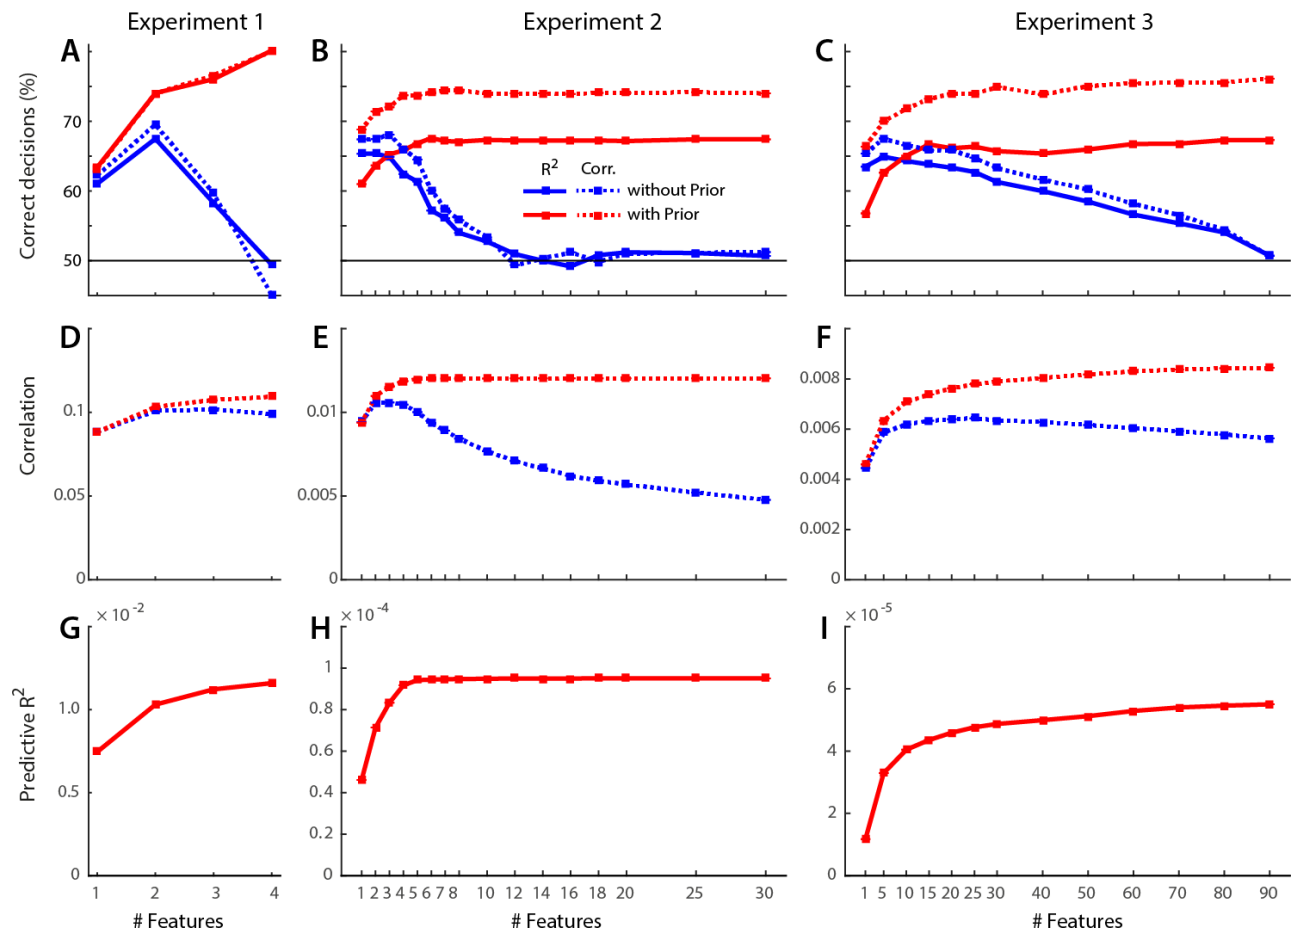 Experiment 1
Experiment 2
Experiment 3
A
B
C
Correct decisions (%)
70
60
50
R² Corr.
without Prior
with Prior
D
E
F
Correlation
0.1
0.05
0
0.01
0.005
0
0.008
0.006
0.004
0.002
0
× 10⁻²
× 10⁻⁴
× 10⁻⁵
G
H
I
Predictive R²
1.0
0.5
0
1
0.8
0.6
0.4
0.2
0
6
4
2
0
1 2 3 4
1 2 3 4 5 6 7 8 10 12 14 16 18 20 25 30
1 5 10 15 20 25 30 40 50 60 70 80 90
# Features
# Features
# Features